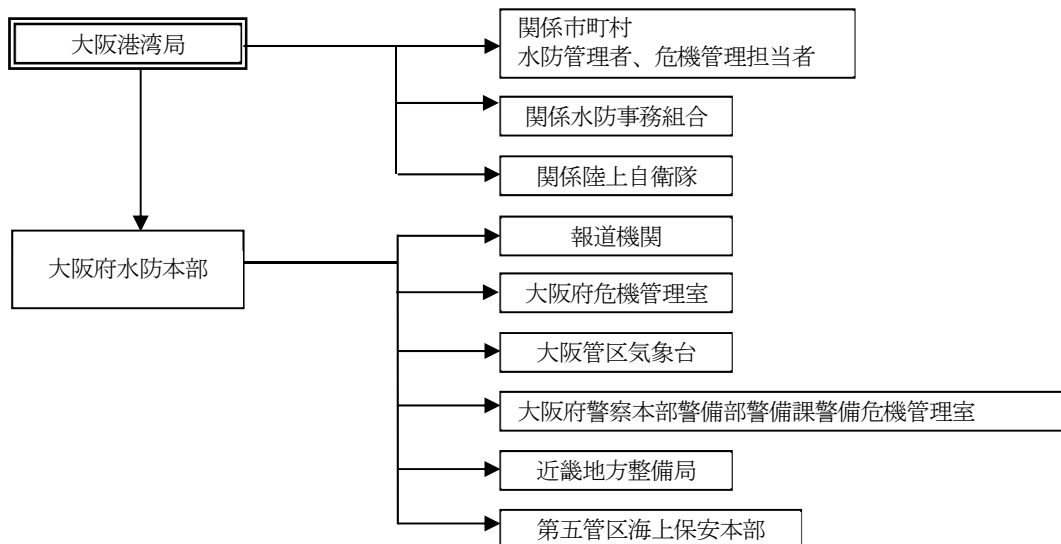 大阪港湾局
関係市町村
水防管理者、危機管理担当者
関係水防事務組合
関係陸上自衛隊
大阪府水防本部
報道機関
大阪府危機管理室
大阪管区気象台
大阪府警察本部警備部警備課警備危機管理室
近畿地方整備局
第五管区海上保安本部